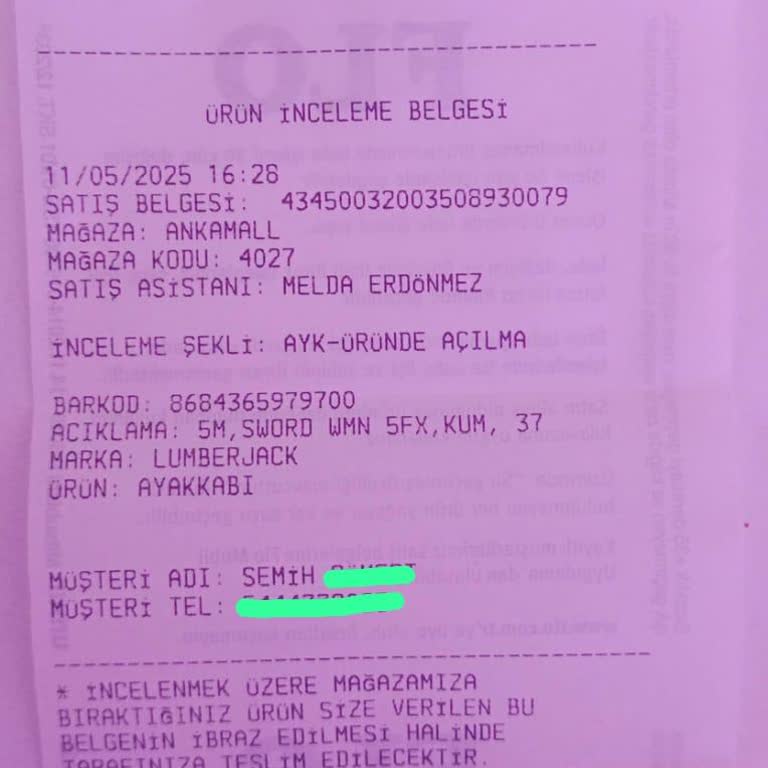 ÜRÜN İNCELEME BELGESİ
11/05/2025 16:28
SATIŞ BELGESİ: 43450032003508930079
MAĞAZA: ANKAMALL
MAĞAZA KODU: 4027
SATIŞ ASİSTANI: MELDA ERDÖNMEZ
İNCELEME ŞEKLİ: AYK-ÜRÜNDE AÇILMA
BARKOD: 8684365979700
ACIKLAMA: 5M,SWORD WMN 5FX,KUM, 37
MARKA: LUMBERJACK
ÜRÜN: AYAKKABI
MÜŞTERİ ADI: SEMİH
MÜŞTERİ TEL:
* İNCELENMEK ÜZERE MAĞAZAMIZA
BIRAKTIĞINIZ ÜRÜN SİZE VERİLEN BU
BELGENİN İBRAZ EDİLMESİ HALİNDE
TARAFINIZA TESLİM EDİLECEKTİR.